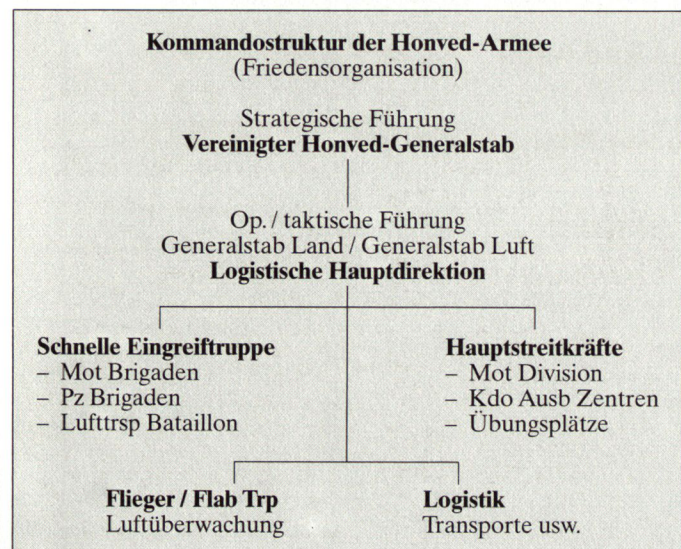 Kommandostruktur der Honved-Armee
(Friedensorganisation)
Strategische Führung
Vereinigter Honved-Generalstab
Op. / taktische Führung
Generalstab Land / Generalstab Luft
Logistische Hauptdirektion
Schnelle Eingreiftruppe
– Mot Brigaden
– Pz Brigaden
– Lufttrsp Bataillon
Hauptstreitkräfte
– Mot Division
– Kdo Ausb Zentren
– Übungsplätze
Flieger / Flab Trp
Luftüberwachung
Logistik
Transporte usw.